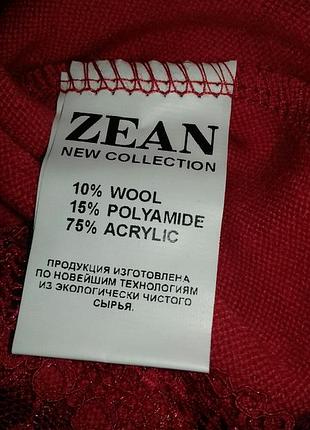 ZEAN
NEW COLLECTION
10% WOOL
15% POLYAMIDE
75% ACRYLIC
ПРОДУКЦИЯ ИЗГОТОВЛЕНА
ПО НОВЕЙШИМ ТЕХНОЛОГИЯМ
ИЗ ЭКОЛОГИЧЕСКИ ЧИСТОГО
СЫРЬЯ.